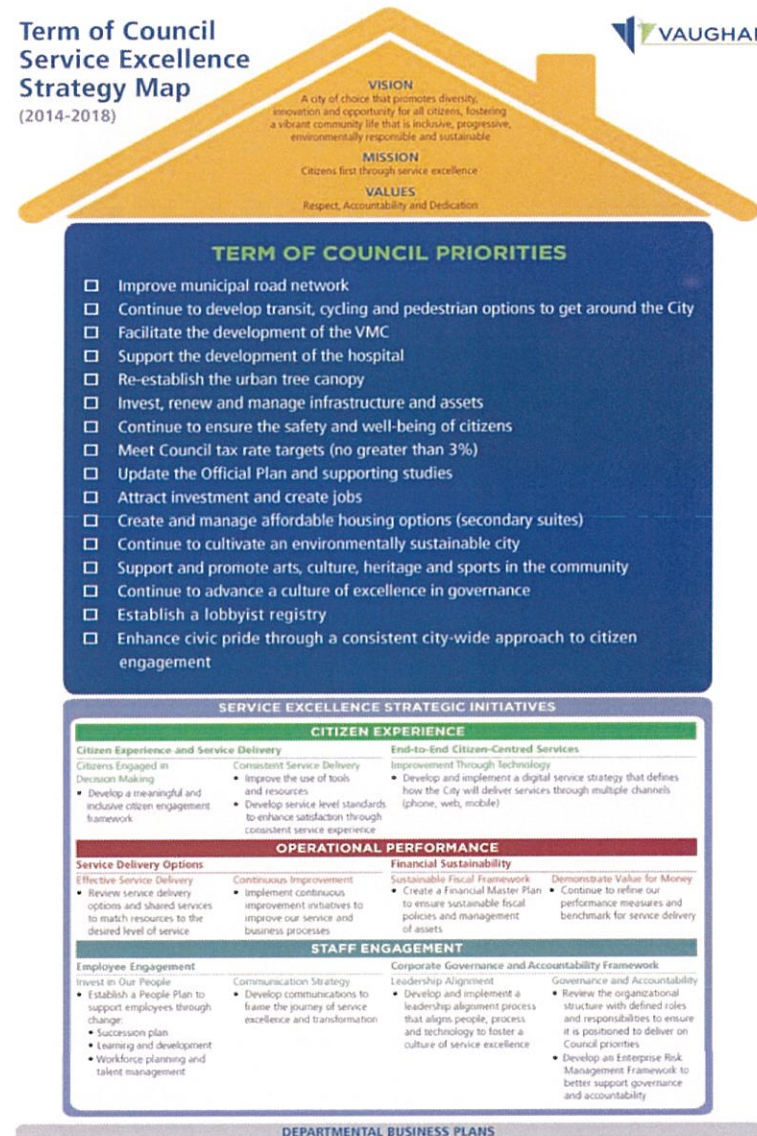 Term of Council
Service Excellence
Strategy Map
(2014-2018)
VAUGHAN
VISION
A city of choice that promotes diversity,
innovation and opportunity for all citizens, fostering
a vibrant community life that is inclusive, progressive,
environmentally responsible and sustainable
MISSION
Citizens first through service excellence
VALUES
Respect, Accountability and Dedication
TERM OF COUNCIL PRIORITIES
Improve municipal road network
Continue to develop transit, cycling and pedestrian options to get around the City
Facilitate the development of the VMC
Support the development of the hospital
Re-establish the urban tree canopy
Invest, renew and manage infrastructure and assets
Continue to ensure the safety and well-being of citizens
Meet Council tax rate targets (no greater than 3%)
Update the Official Plan and supporting studies
Attract investment and create jobs
Create and manage affordable housing options (secondary suites)
Continue to cultivate an environmentally sustainable city
Support and promote arts, culture, heritage and sports in the community
Continue to advance a culture of excellence in governance
Establish a lobbyist registry
Enhance civic pride through a consistent city-wide approach to citizen
engagement
SERVICE EXCELLENCE STRATEGIC INITIATIVES
CITIZEN EXPERIENCE
Citizen Experience and Service Delivery
Citizens Engaged in
Decision Making
• Develop a meaningful and
inclusive citizen engagement
framework
Consistent Service Delivery
• Improve the use of tools
and resources
• Develop service level standards
to enhance satisfaction through
consistent service experience
End-to-End Citizen-Centred Services
Improvement Through Technology
• Develop and implement a digital service strategy that defines
how the City will deliver services through multiple channels
(phone, web, mobile)
OPERATIONAL PERFORMANCE
Service Delivery Options
Effective Service Delivery
• Review service delivery
options and shared services
to match resources to the
desired level of service
Continuous Improvement
• Implement continuous
improvement initiatives to
improve our service and
business processes
Financial Sustainability
Sustainable Fiscal Framework
• Create a Financial Master Plan
to ensure sustainable fiscal
policies and management
of assets
Demonstrate Value for Money
• Continue to refine our
performance measures and
benchmark for service delivery
STAFF ENGAGEMENT
Employee Engagement
Invest in Our People
• Establish a People Plan to
support employees through
change:
• Succession plan
• Learning and development
• Workforce planning and
talent management
Communication Strategy
• Develop communications to
frame the journey of service
excellence and transformation
Corporate Governance and Accountability Framework
Leadership Alignment
• Develop and implement a
leadership alignment process
that aligns people, process
and technology to foster a
culture of service excellence
Governance and Accountability
• Review the organizational
structure with defined roles
and responsibilities to ensure
it is positioned to deliver on
Council priorities
• Develop an Enterprise Risk
Management Framework to
better support governance
and accountability
DEPARTMENTAL BUSINESS PLANS